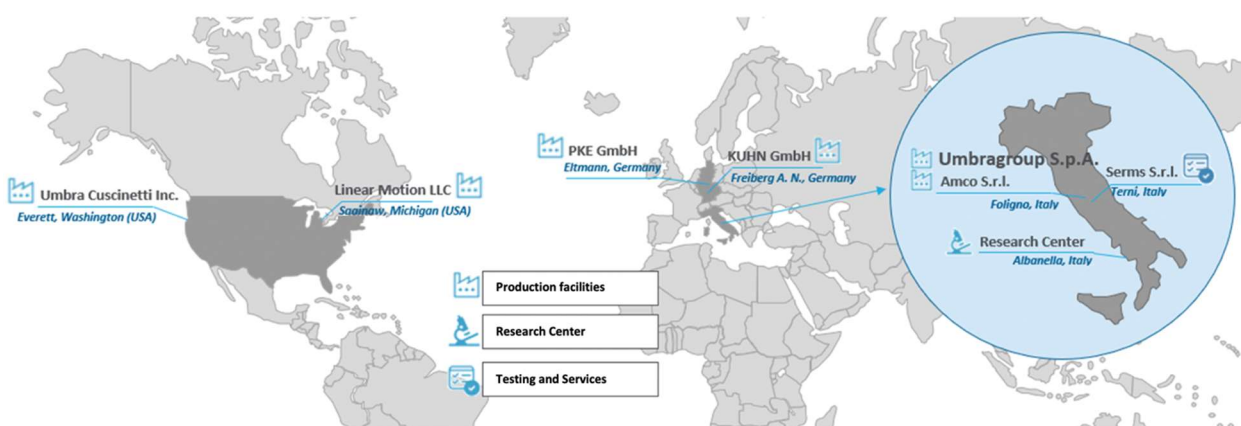 Umbra Cuscinetti Inc.
Everett, Washington (USA)
Linear Motion LLC
Saginaw, Michigan (USA)
PKE GmbH
Eltmann, Germany
KUHN GmbH
Freiberg A. N., Germany
Umbragroup S.p.A.
Amco S.r.l.
Foligno, Italy
Serms S.r.l.
Terni, Italy
Research Center
Albanella, Italy
Production facilities
Research Center
Testing and Services